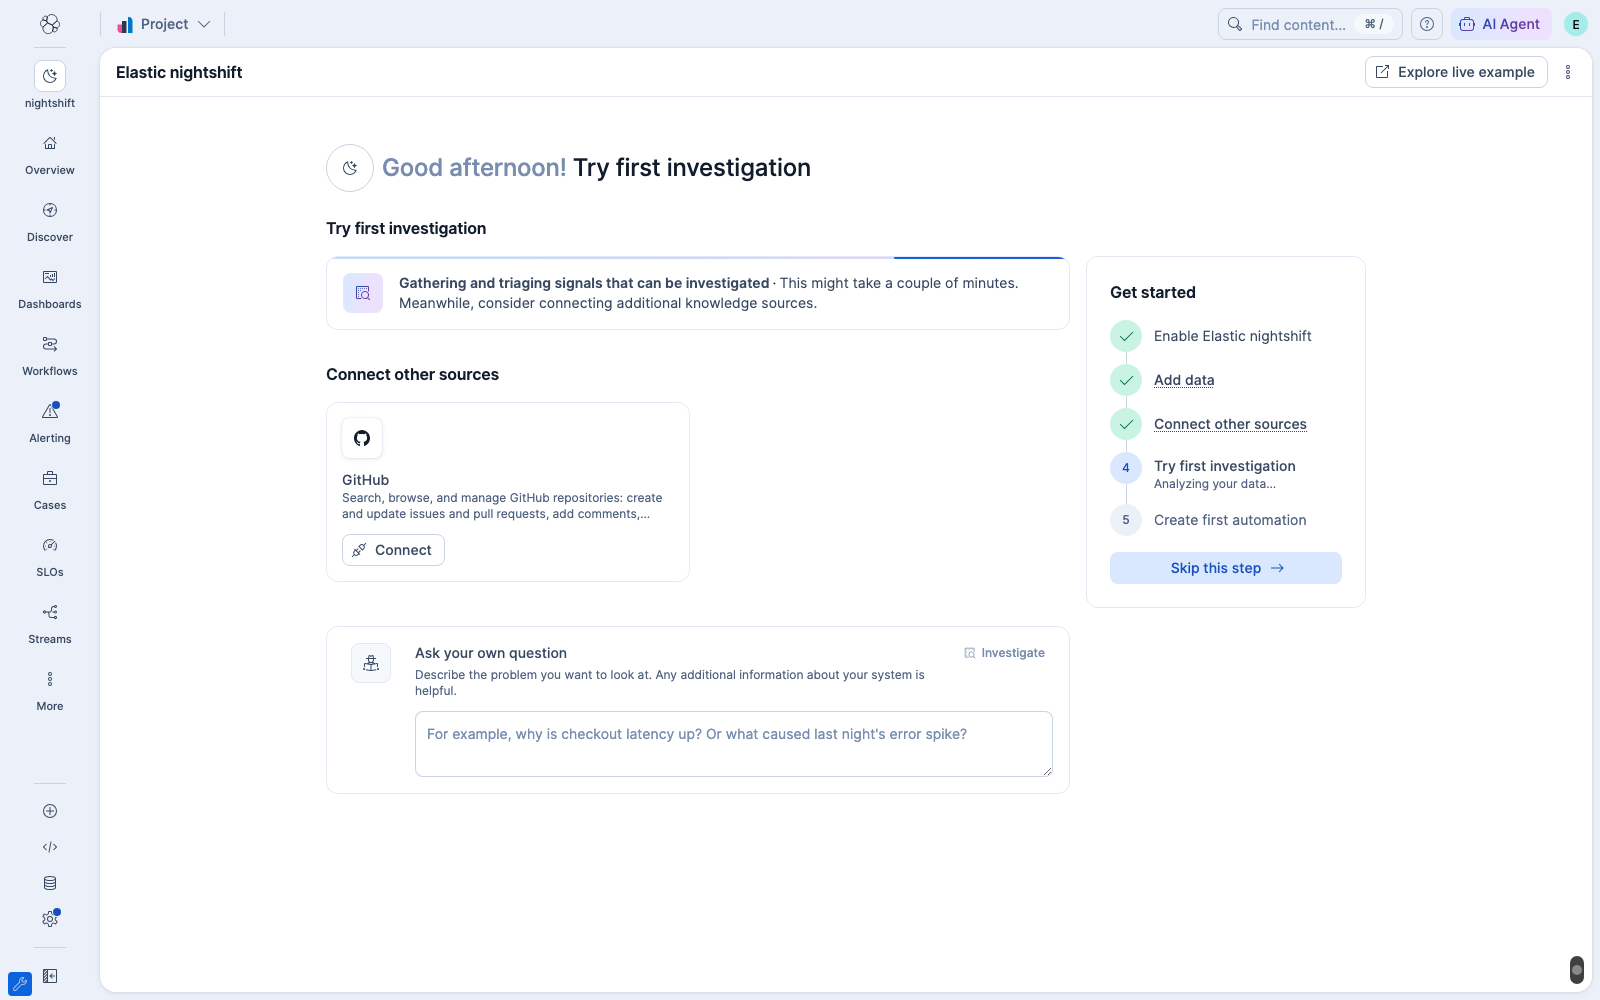 Project
Find content...
⌘ /
AI Agent
E
nightshift
Overview
Discover
Dashboards
Workflows
Alerting
Cases
SLOs
Streams
More
Elastic nightshift
Explore live example
Good afternoon! Try first investigation
Try first investigation
Gathering and triaging signals that can be investigated · This might take a couple of minutes.
Meanwhile, consider connecting additional knowledge sources.
Connect other sources
GitHub
Search, browse, and manage GitHub repositories: create
and update issues and pull requests, add comments,...
Connect
Get started
Enable Elastic nightshift
Add data
Connect other sources
4
Try first investigation
Analyzing your data...
5
Create first automation
Skip this step
Ask your own question
Investigate
Describe the problem you want to look at. Any additional information about your system is
helpful.
For example, why is checkout latency up? Or what caused last night's error spike?